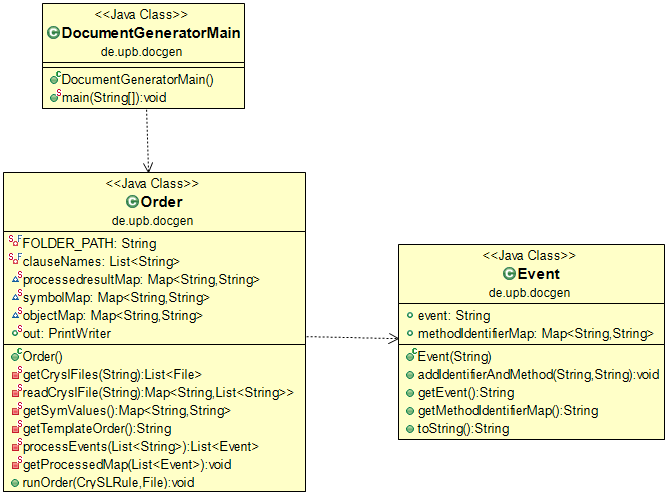 <<Java Class>>
DocumentGeneratorMain
de.upb.docgen
DocumentGeneratorMain()
main(String[]):void
<<Java Class>>
Order
de.upb.docgen
FOLDER_PATH: String
clauseNames: List<String>
processedresultMap: Map<String,String>
symbolMap: Map<String,String>
objectMap: Map<String,String>
out: PrintWriter
Order()
getCryslFiles(String):List<File>
readCryslFile(String):Map<String,List<String>>
getSymValues():Map<String,String>
getTemplateOrder():String
processEvents(List<String>):List<Event>
getProcessedMap(List<Event>):void
runOrder(CrySLRule,File):void
<<Java Class>>
Event
de.upb.docgen
event: String
methodIdentifierMap: Map<String,String>
Event(String)
addIdentifierAndMethod(String,String):void
getEvent():String
getMethodIdentifierMap():String
toString():String